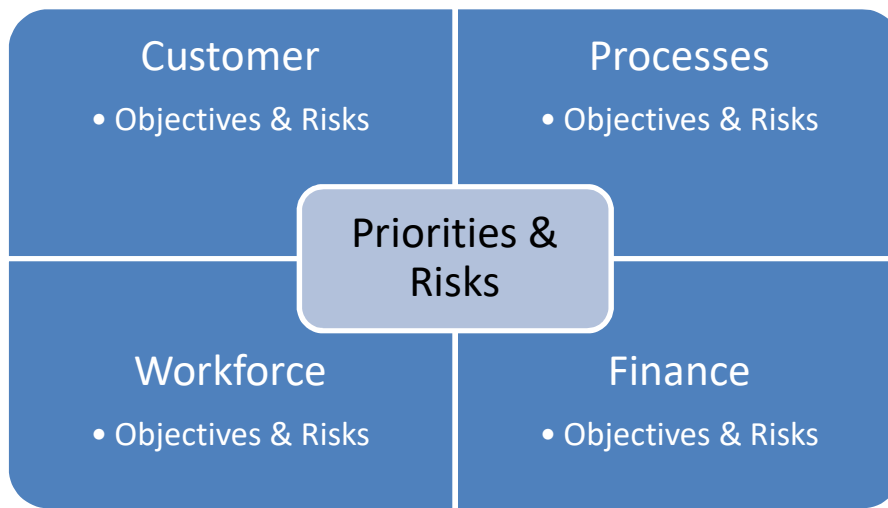 Customer
• Objectives & Risks
Processes
• Objectives & Risks
Priorities &
Risks
Workforce
• Objectives & Risks
Finance
• Objectives & Risks